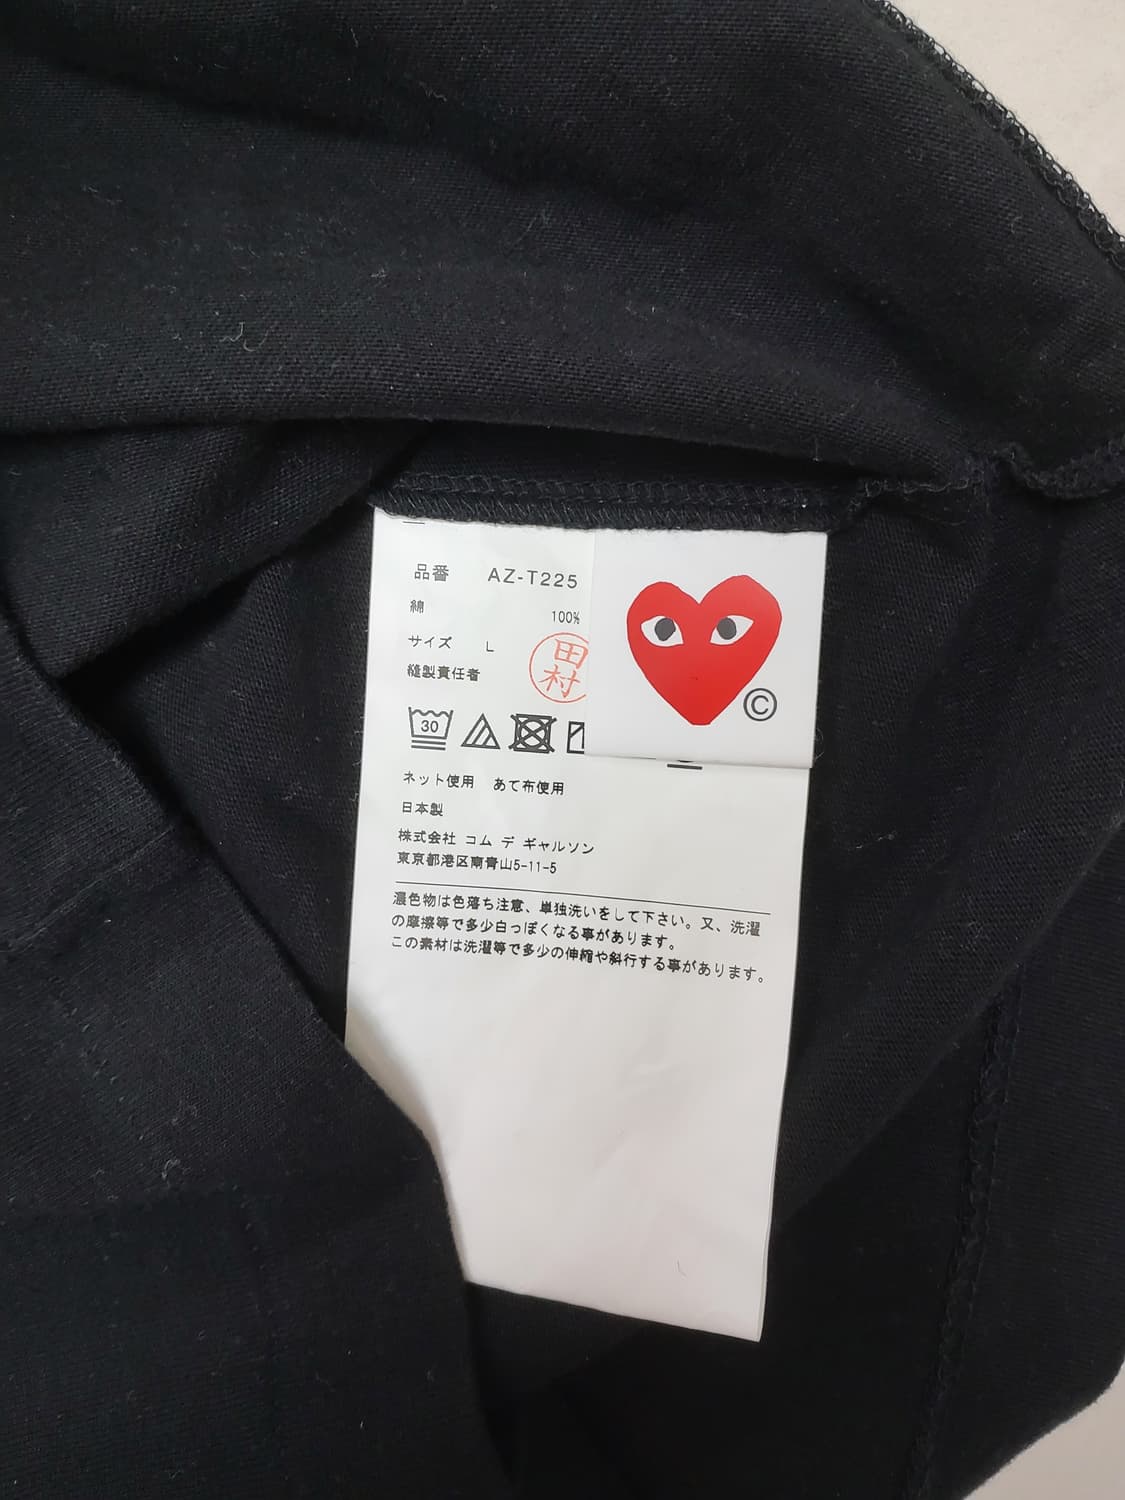 品番 AZ-T225
綿 100%
サイズ L
縫製責任者 田村
30
©
ネット使用 あて布使用
日本製
株式会社 コム デ ギャルソン
東京都港区南青山5-11-5
濃色物は色落ち注意、単独洗いをして下さい。又、洗濯
の摩擦等で多少白っぽくなる事があります。
この素材は洗濯等で多少の伸縮や斜行する事があります。